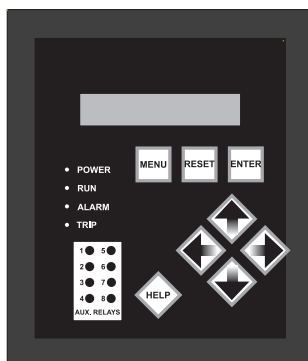 MENU RESET ENTER
POWER
RUN
ALARM
TRIP
1 5
2 6
3 7
4 8
AUX. RELAYS
HELP